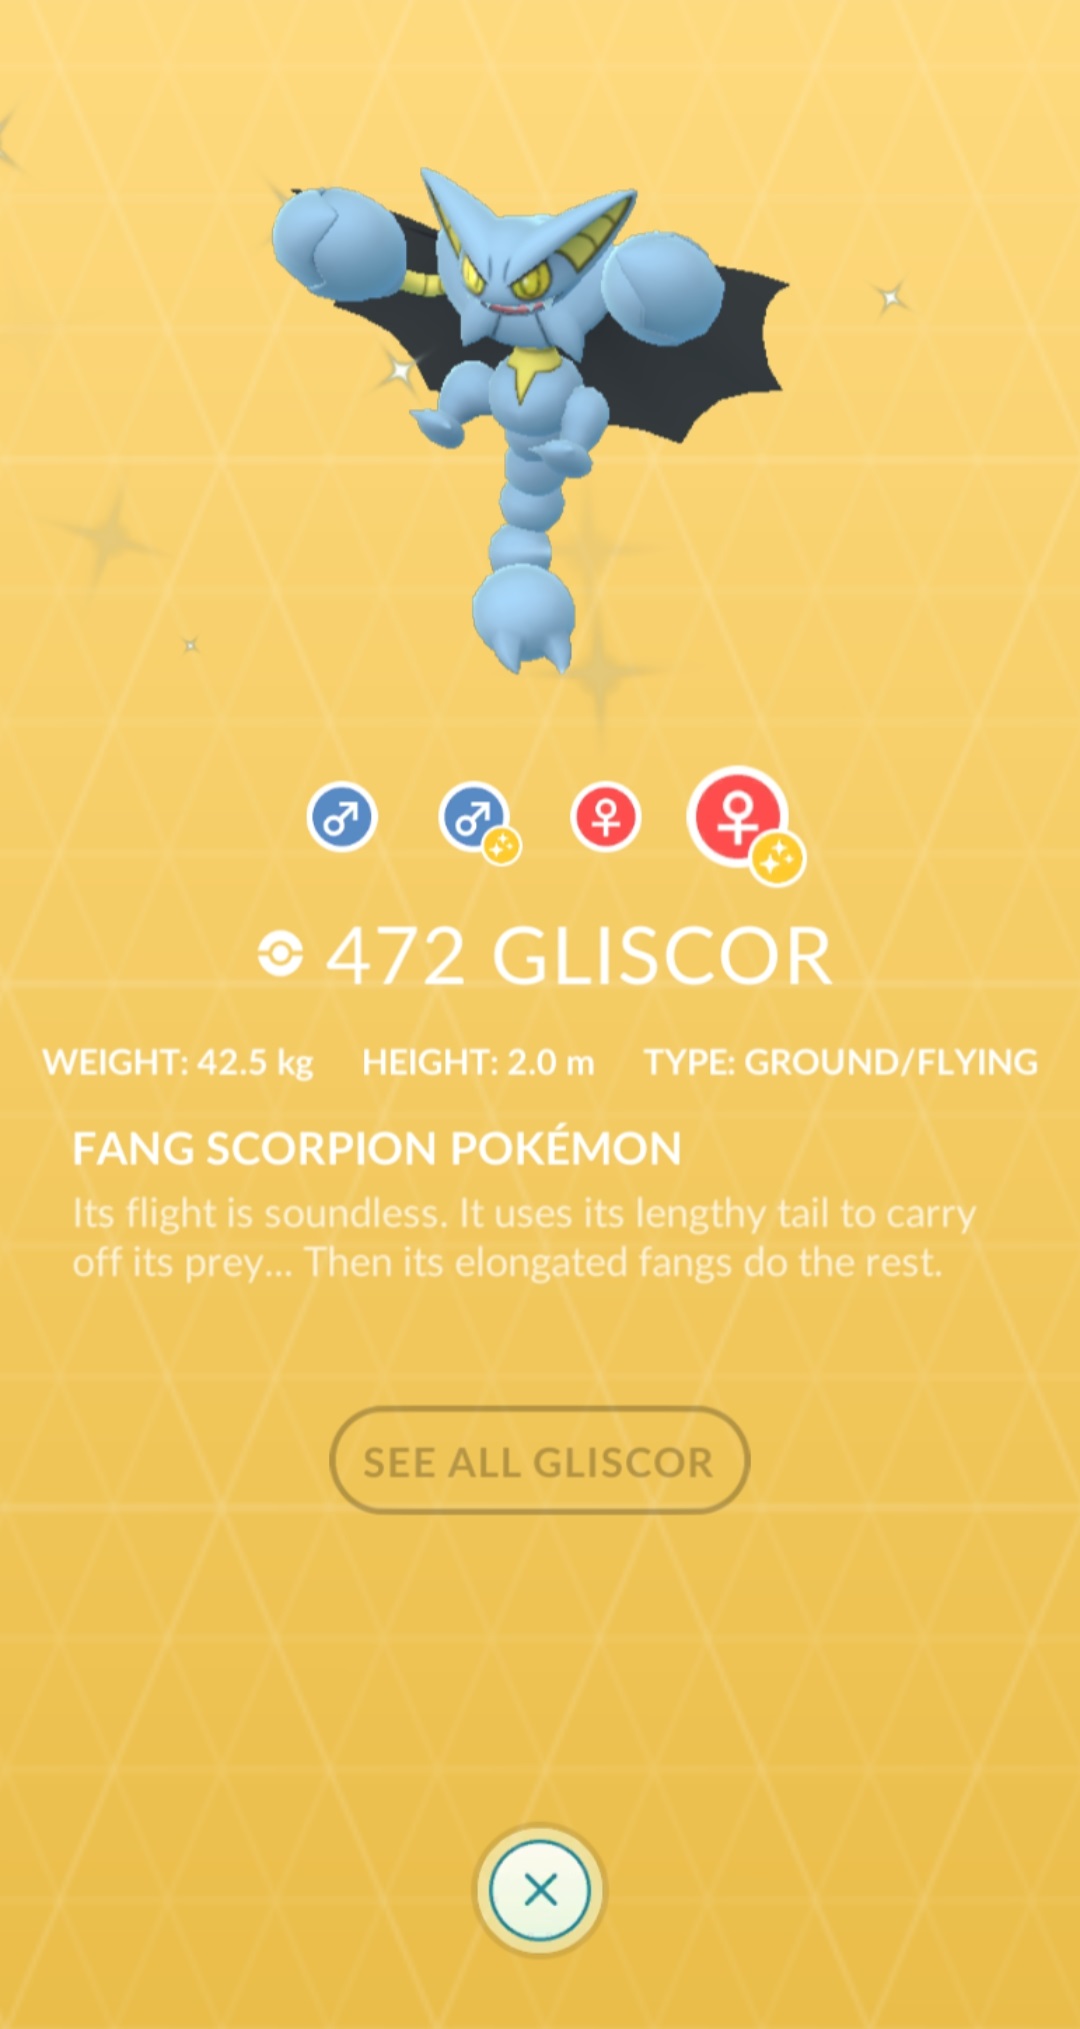 472 GLISCOR
WEIGHT: 42.5 kg HEIGHT: 2.0 m TYPE: GROUND/FLYING
FANG SCORPION POKÉMON
Its flight is soundless. It uses its lengthy tail to carry
off its prey... Then its elongated fangs do the rest.
SEE ALL GLISCOR